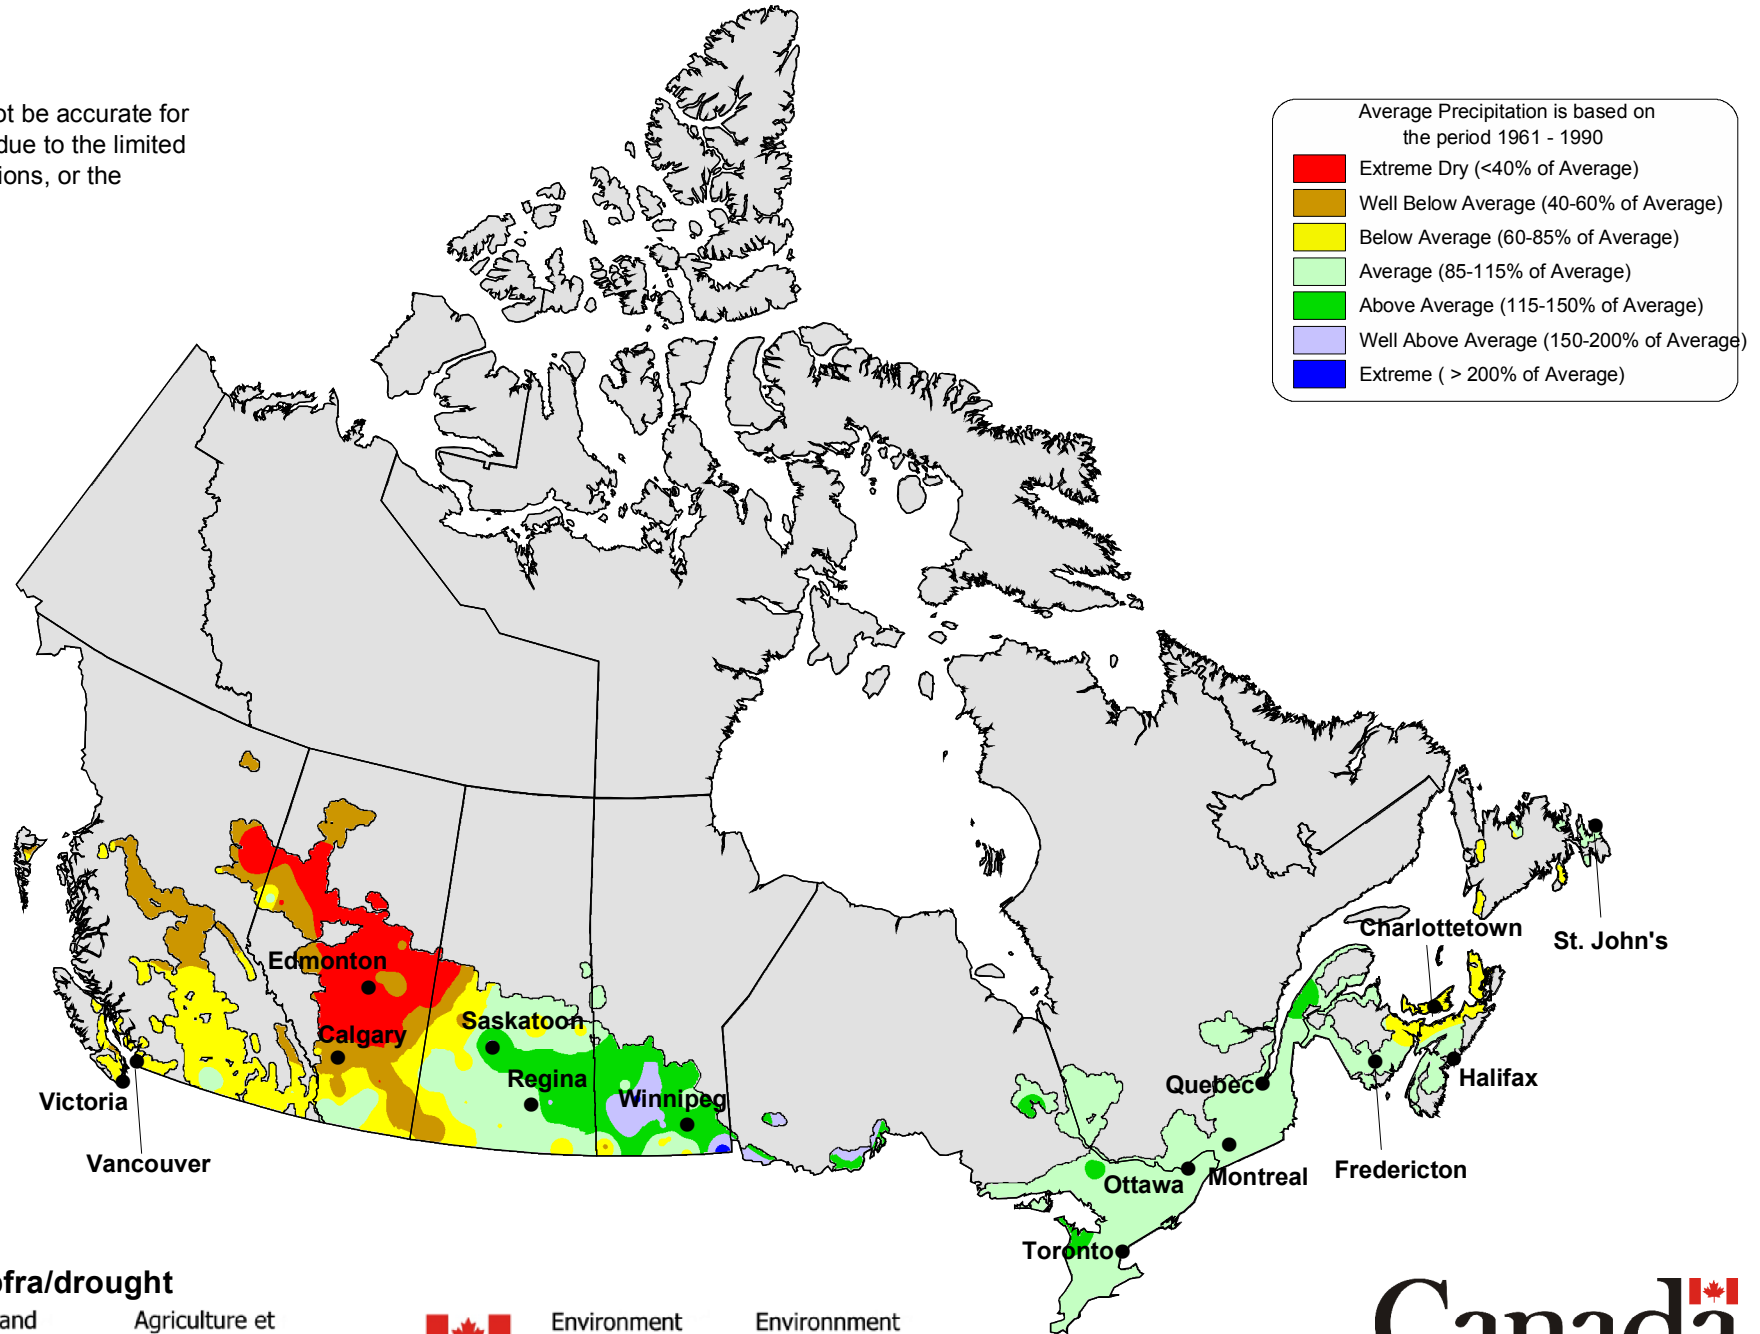 ot be accurate for
due to the limited
ions, or the
Average Precipitation is based on
the period 1961 - 1990
Extreme Dry (<40% of Average)
Well Below Average (40-60% of Average)
Below Average (60-85% of Average)
Average (85-115% of Average)
Above Average (115-150% of Average)
Well Above Average (150-200% of Average)
Extreme ( > 200% of Average)
Charlottetown
St. John's
Edmonton
Saskatoon
Calgary
Regina
Winnipeg
Quebec
Halifax
Victoria
Vancouver
Ottawa
Montreal
Fredericton
Toronto
fra/drought
and
Agriculture et
Environment
Environnment
Canada